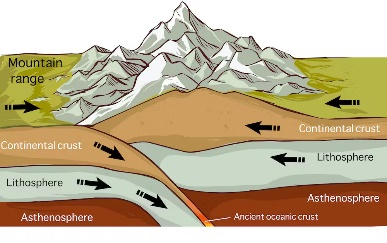 Mountain
range
Continental crust
Continental crust
Lithosphere
Lithosphere
Asthenosphere
Asthenosphere
Ancient oceanic crust